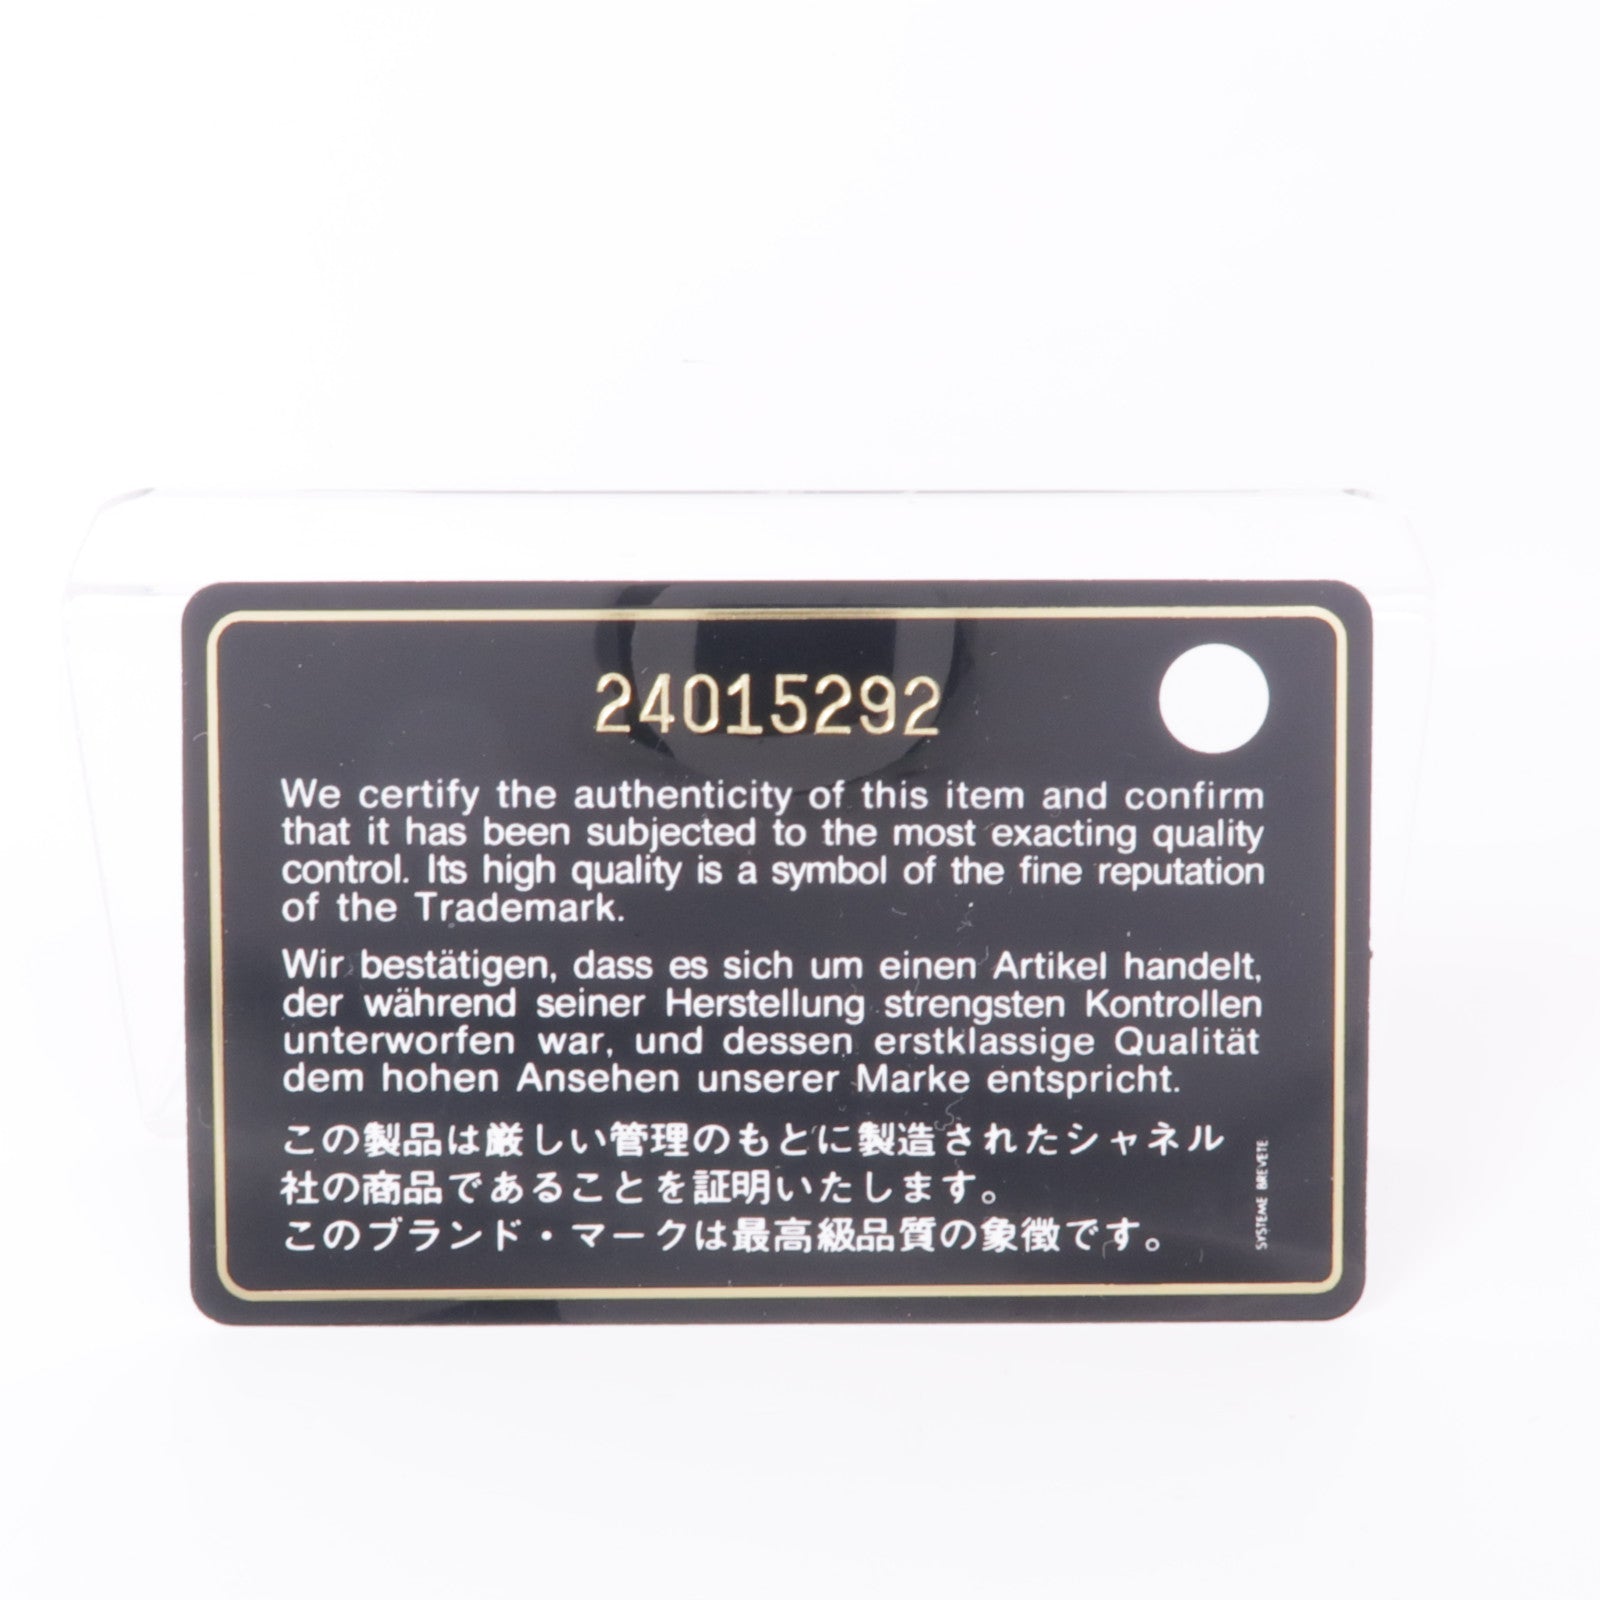 24015292
We certify the authenticity of this item and confirm
that it has been subjected to the most exacting quality
control. Its high quality is a symbol of the fine reputation
of the Trademark.
Wir bestätigen, dass es sich um einen Artikel handelt,
der während seiner Herstellung strengsten Kontrollen
unterworfen war, und dessen erstklassige Qualität
dem hohen Ansehen unserer Marke entspricht.
この製品は厳しい管理のもとに製造されたシャネル
社の商品であることを証明いたします。
このブランド・マークは最高級品質の象徴です。
SYSTEME BREVETE